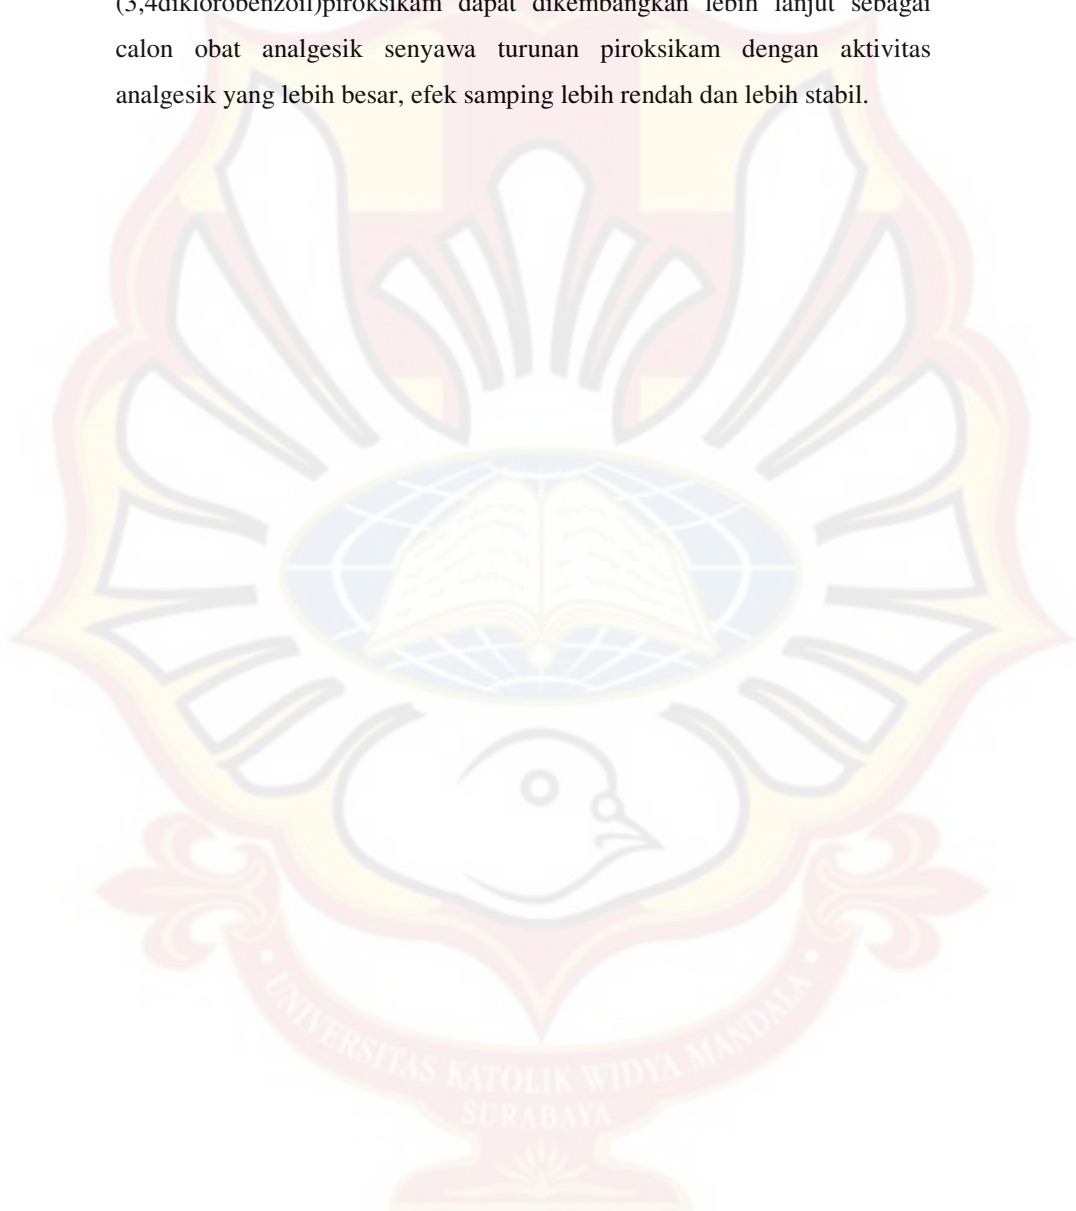 (3,4diklorobenzoil)piroksikam dapat dikembangkan lebih lanjut sebagai
calon obat analgesik senyawa turunan piroksikam dengan aktivitas
analgesik yang lebih besar, efek samping lebih rendah dan lebih stabil.
UNIVERSITAS KATOLIK WIDYA MANDALA
SURABAYA